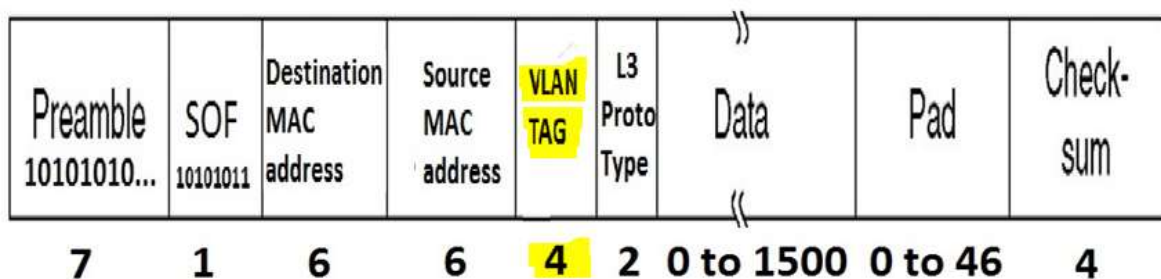 Preamble
10101010...
SOF
10101011
Destination
MAC
address
Source
MAC
address
VLAN
TAG
L3
Proto
Type
Data
Pad
Check-
sum
7 1 6 6 4 2 0 to 1500 0 to 46 4